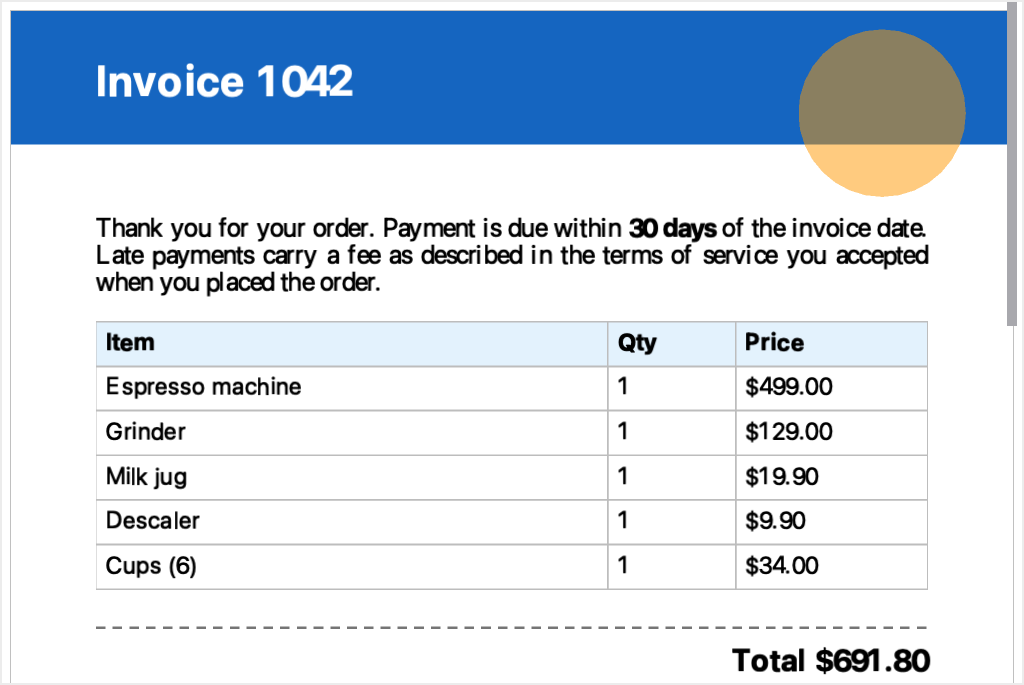 Invoice 1042
Thank you for your order. Payment is due within 30 days of the invoice date.
Late payments carry a fee as described in the terms of service you accepted
when you placed the order.
Item Qty Price
Espresso machine 1 $499.00
Grinder 1 $129.00
Milk jug 1 $19.90
Descaler 1 $9.90
Cups (6) 1 $34.00
Total $691.80